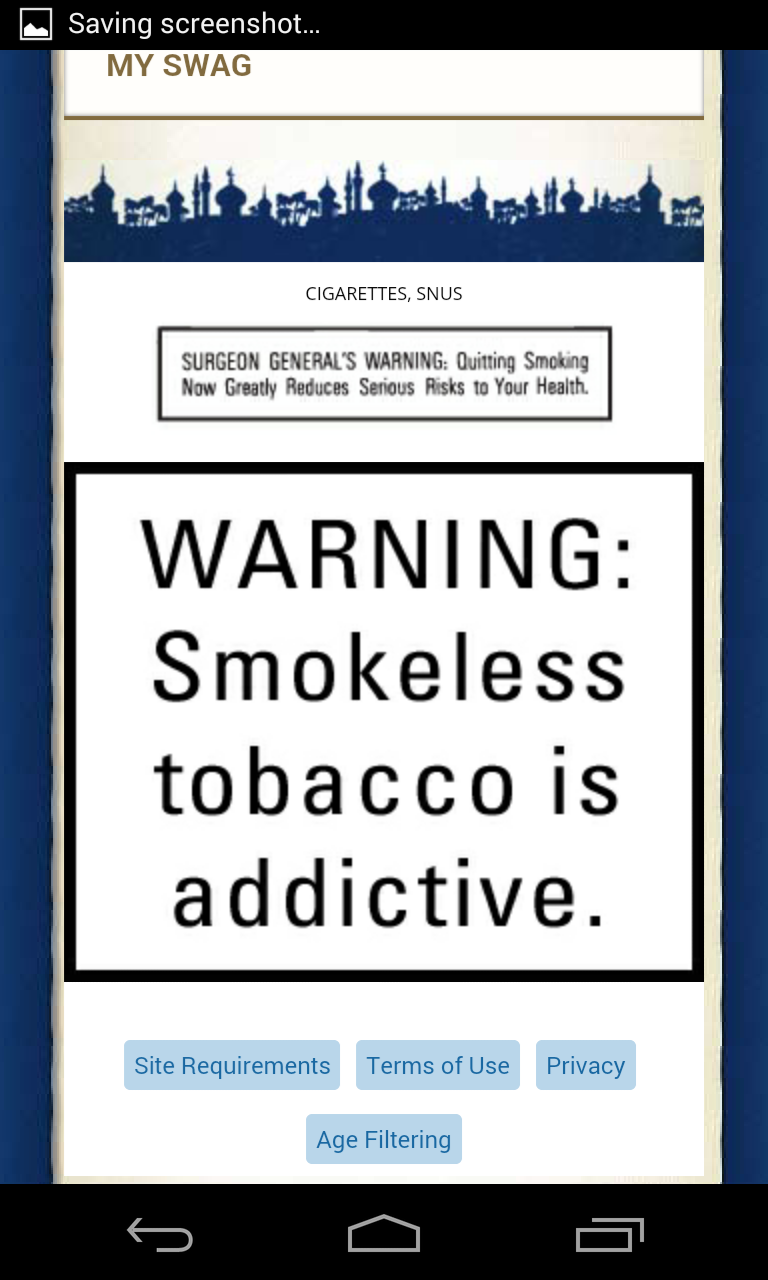 Saving screenshot...
MY SWAG
CIGARETTES, SNUS
SURGEON GENERAL'S WARNING: Quitting Smoking
Now Greatly Reduces Serious Risks to Your Health.
WARNING:
Smokeless
tobacco is
addictive.
Site Requirements Terms of Use Privacy
Age Filtering